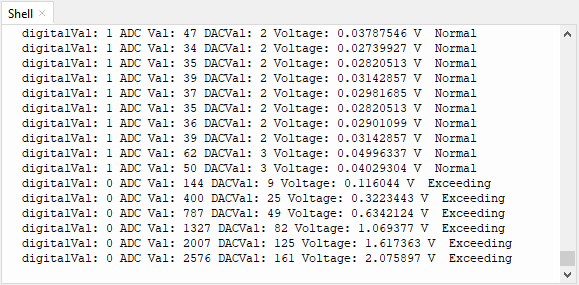 Shell ×
digitalVal: 1 ADC Val: 47 DACVal: 2 Voltage: 0.03787546 V  Normal
digitalVal: 1 ADC Val: 34 DACVal: 2 Voltage: 0.02739927 V  Normal
digitalVal: 1 ADC Val: 35 DACVal: 2 Voltage: 0.02820513 V  Normal
digitalVal: 1 ADC Val: 39 DACVal: 2 Voltage: 0.03142857 V  Normal
digitalVal: 1 ADC Val: 37 DACVal: 2 Voltage: 0.02981685 V  Normal
digitalVal: 1 ADC Val: 35 DACVal: 2 Voltage: 0.02820513 V  Normal
digitalVal: 1 ADC Val: 36 DACVal: 2 Voltage: 0.02901099 V  Normal
digitalVal: 1 ADC Val: 39 DACVal: 2 Voltage: 0.03142857 V  Normal
digitalVal: 1 ADC Val: 62 DACVal: 3 Voltage: 0.04996337 V  Normal
digitalVal: 1 ADC Val: 50 DACVal: 3 Voltage: 0.04029304 V  Normal
digitalVal: 0 ADC Val: 144 DACVal: 9 Voltage: 0.116044 V  Exceeding
digitalVal: 0 ADC Val: 400 DACVal: 25 Voltage: 0.3223443 V  Exceeding
digitalVal: 0 ADC Val: 787 DACVal: 49 Voltage: 0.6342124 V  Exceeding
digitalVal: 0 ADC Val: 1327 DACVal: 82 Voltage: 1.069377 V  Exceeding
digitalVal: 0 ADC Val: 2007 DACVal: 125 Voltage: 1.617363 V  Exceeding
digitalVal: 0 ADC Val: 2576 DACVal: 161 Voltage: 2.075897 V  Exceeding